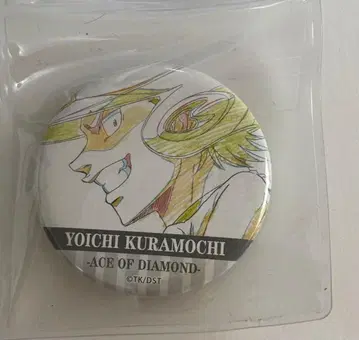 YOICHI KURAMOCHI
-ACE OF DIAMOND-
©TK/DST